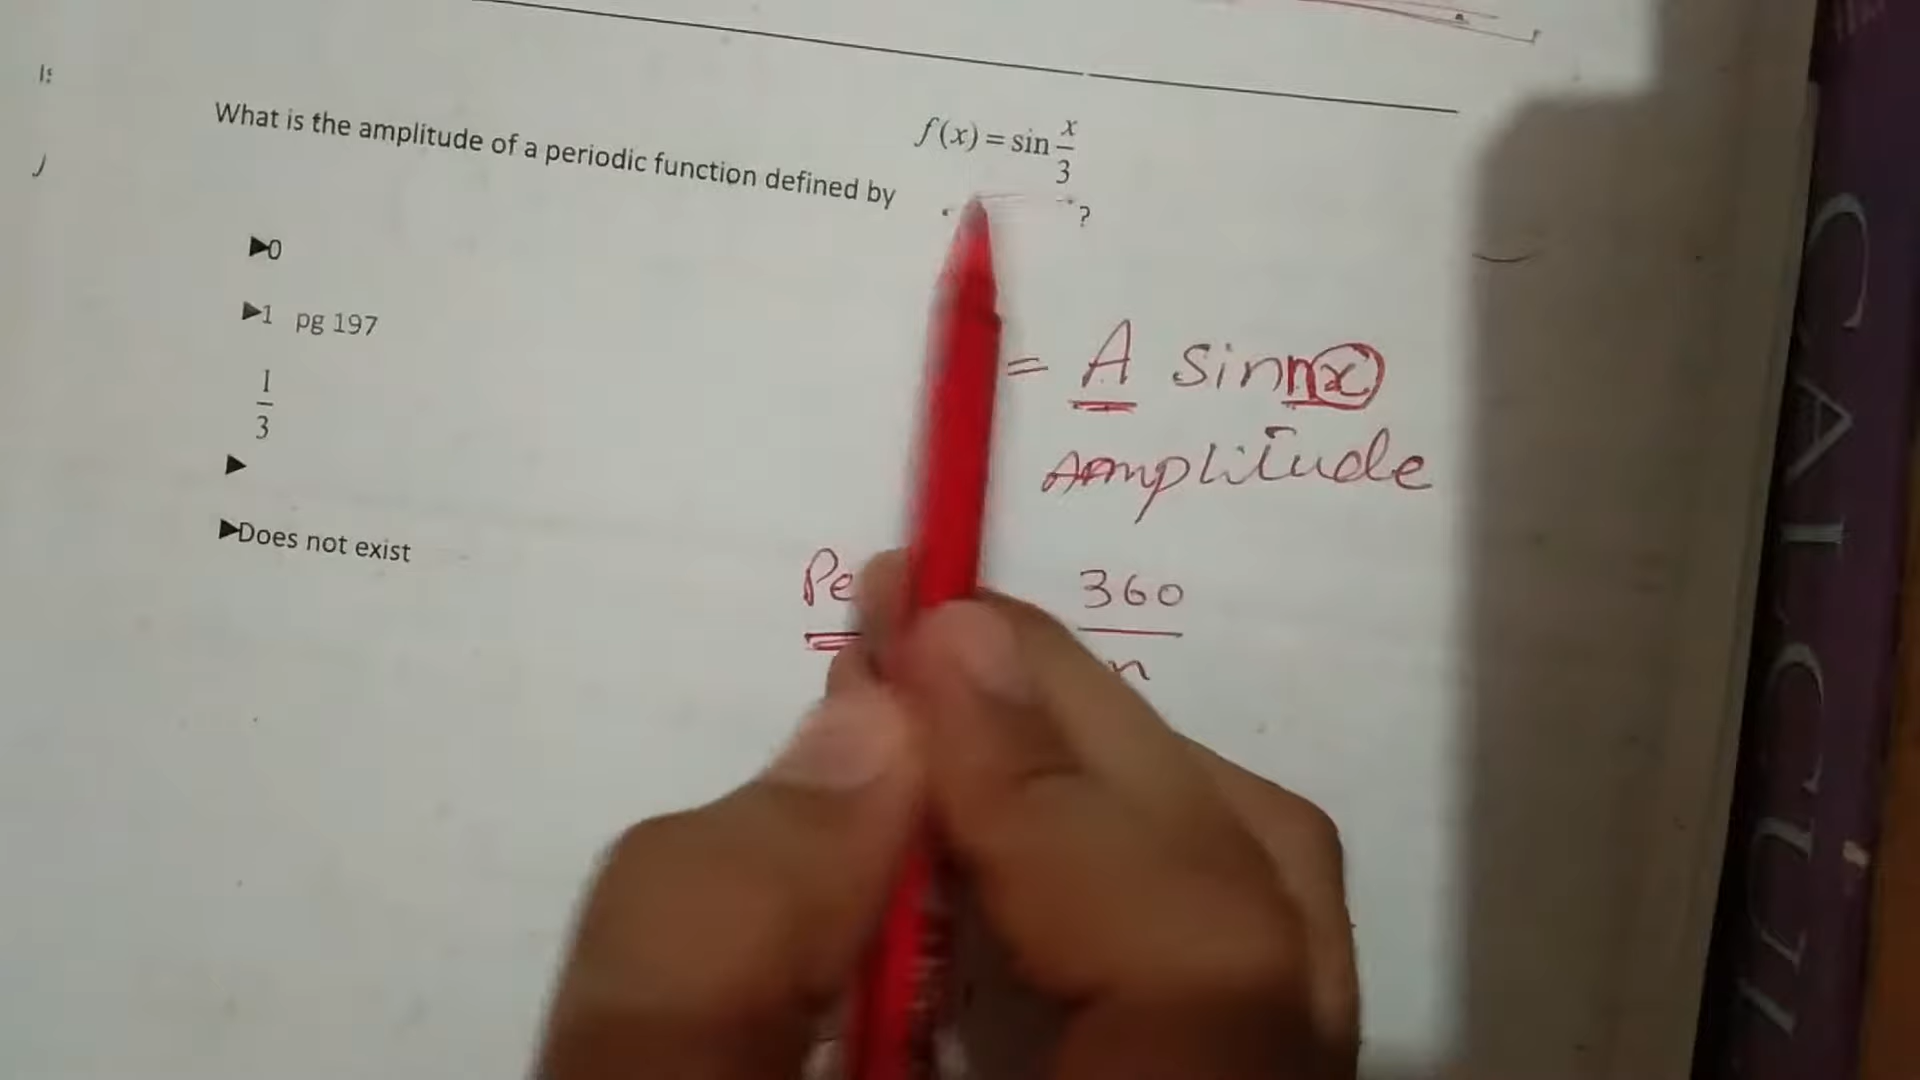 What is the amplitude of a periodic function defined by f(x) = sin x/3 ?
►0
►1 pg 197
1/3
►
►Does not exist
= A sin nx
Amplitude
Pe
360
n
CALCU